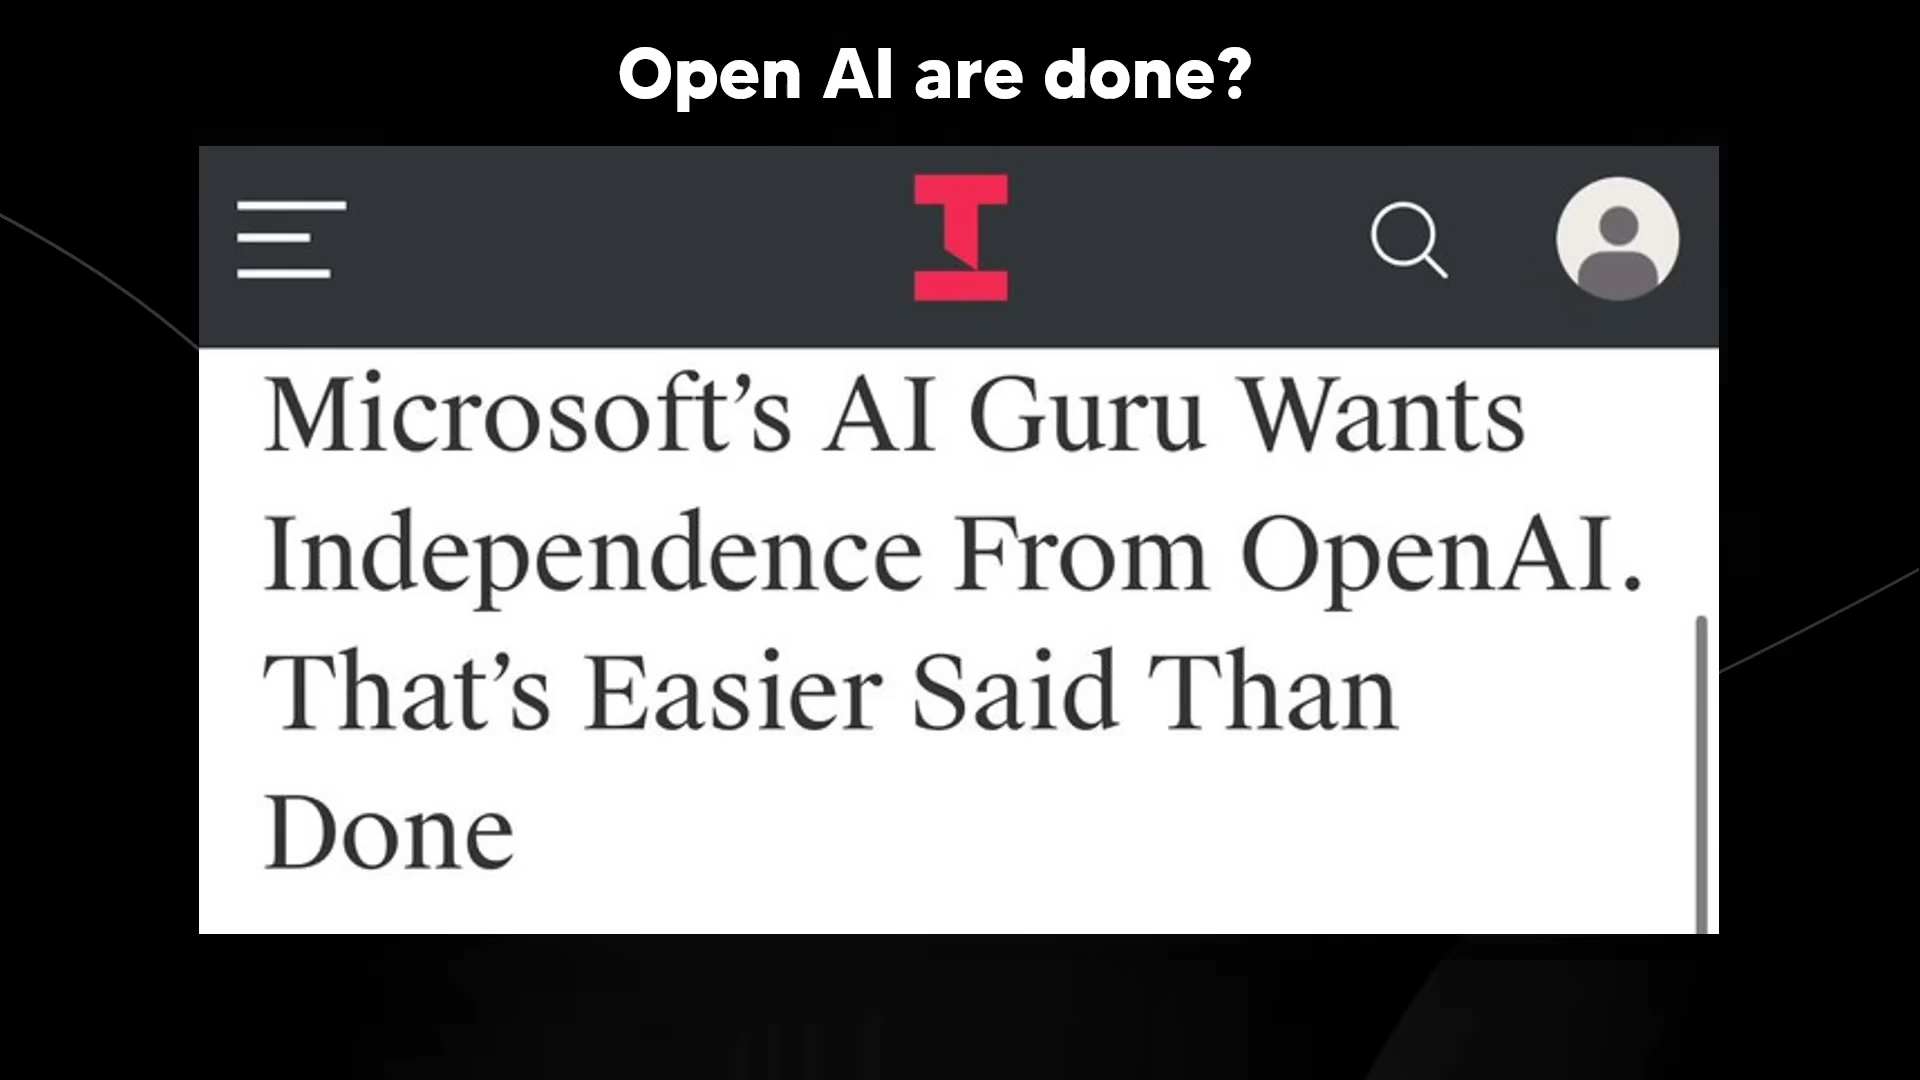 Open AI are done?
Microsoft’s AI Guru Wants
Independence From OpenAI.
That’s Easier Said Than
Done